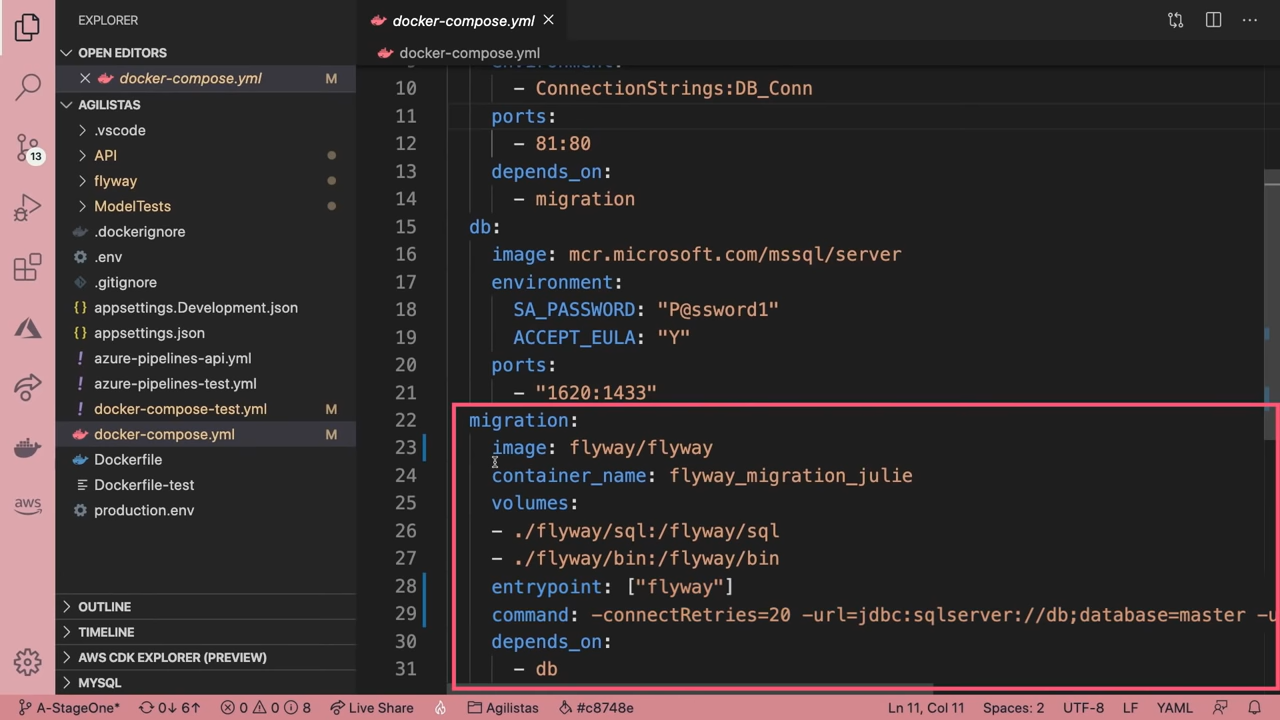 EXPLORER
OPEN EDITORS
docker-compose.yml M
AGILISTAS
.vscode
API
flyway
ModelTests
.dockerignore
.env
.gitignore
appsettings.Development.json
appsettings.json
azure-pipelines-api.yml
azure-pipelines-test.yml
docker-compose-test.yml M
docker-compose.yml M
Dockerfile
Dockerfile-test
production.env
OUTLINE
TIMELINE
AWS CDK EXPLORER (PREVIEW)
MYSQL
13
aws
docker-compose.yml
docker-compose.yml
10 - ConnectionStrings:DB_Conn
11 ports:
12 - 81:80
13 depends_on:
14 - migration
15 db:
16 image: mcr.microsoft.com/mssql/server
17 environment:
18 SA_PASSWORD: "P@ssword1"
19 ACCEPT_EULA: "Y"
20 ports:
21 - "1620:1433"
22 migration:
23 image: flyway/flyway
24 container_name: flyway_migration_julie
25 volumes:
26 - ./flyway/sql:/flyway/sql
27 - ./flyway/bin:/flyway/bin
28 entrypoint: ["flyway"]
29 command: -connectRetries=20 -url=jdbc:sqlserver://db;database=master -u
30 depends_on:
31 - db
A-StageOne* 0↓ 6↑ 0 0 8 Live Share Agilistas #c8748e Ln 11, Col 11 Spaces: 2 UTF-8 LF YAML